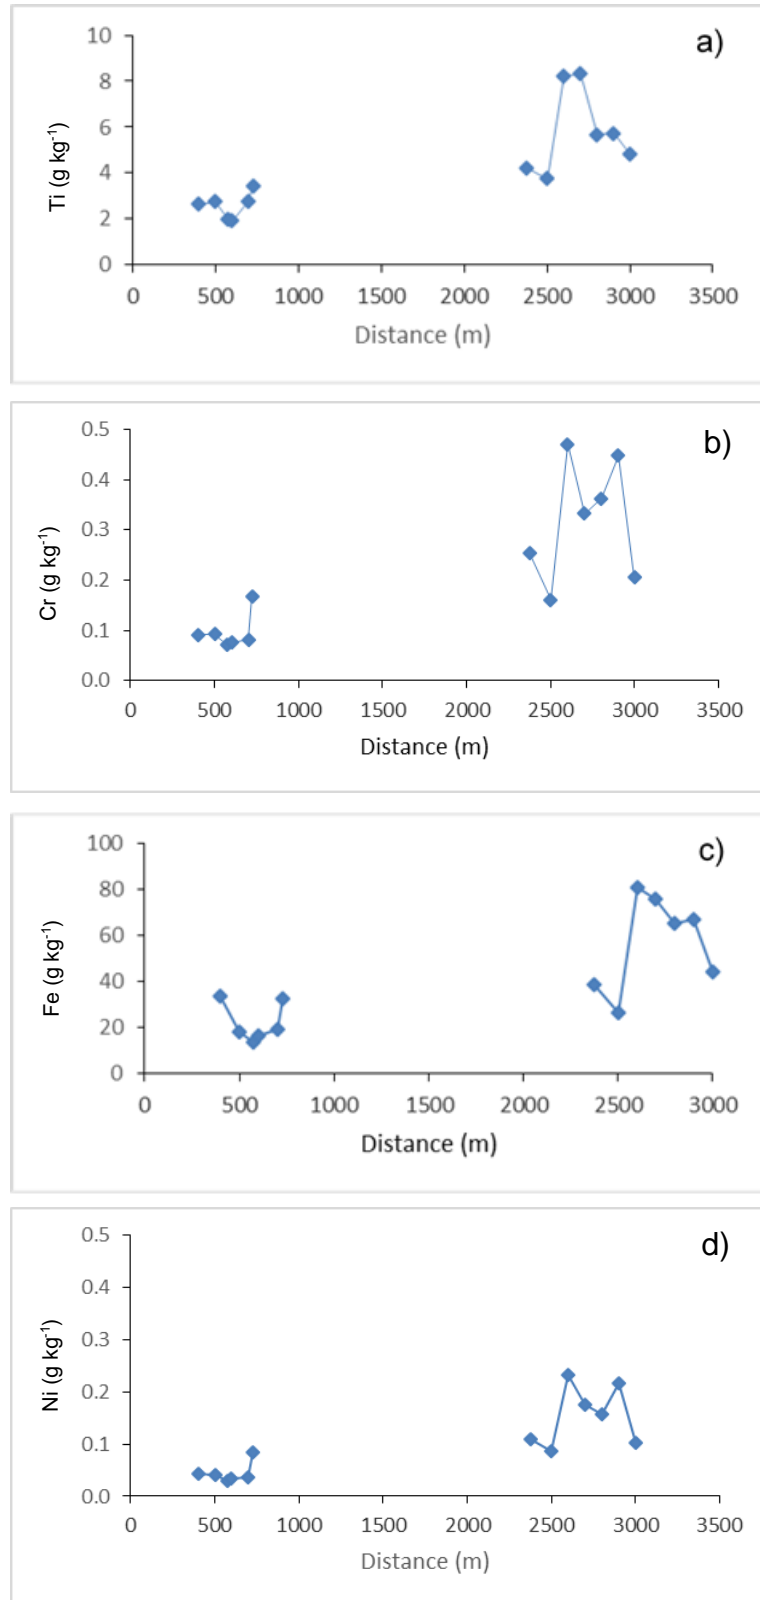 a)
10
8
6
4
2
0
Ti (g kg⁻¹)
0 500 1000 1500 2000 2500 3000 3500
Distance (m)
b)
0.5
0.4
0.3
0.2
0.1
0.0
Cr (g kg⁻¹)
0 500 1000 1500 2000 2500 3000 3500
Distance (m)
c)
100
80
60
40
20
0
Fe (g kg⁻¹)
0 500 1000 1500 2000 2500 3000
Distance (m)
d)
0.5
0.4
0.3
0.2
0.1
0.0
Ni (g kg⁻¹)
0 500 1000 1500 2000 2500 3000 3500
Distance (m)